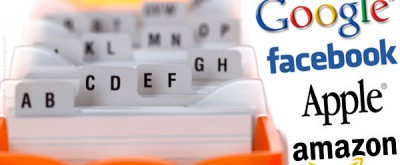 A B
C D
E F
G H
K L
M N
O P
Google®
facebook
Apple®
amazon